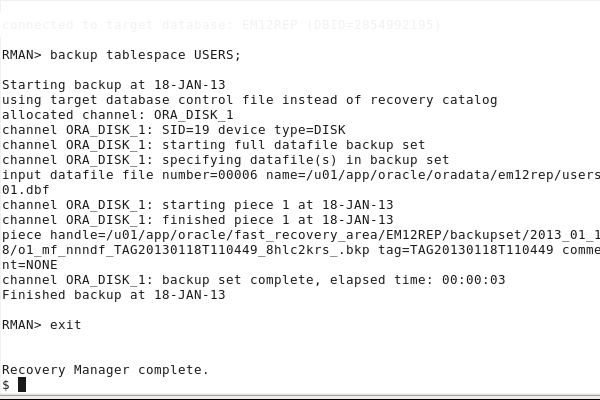 connected to target database: EM12REP (DBID=2854992195)
RMAN> backup tablespace USERS;
Starting backup at 18-JAN-13
using target database control file instead of recovery catalog
allocated channel: ORA_DISK_1
channel ORA_DISK_1: SID=19 device type=DISK
channel ORA_DISK_1: starting full datafile backup set
channel ORA_DISK_1: specifying datafile(s) in backup set
input datafile file number=00006 name=/u01/app/oracle/oradata/em12rep/users
01.dbf
channel ORA_DISK_1: starting piece 1 at 18-JAN-13
channel ORA_DISK_1: finished piece 1 at 18-JAN-13
piece handle=/u01/app/oracle/fast_recovery_area/EM12REP/backupset/2013_01_1
8/o1_mf_nnndf_TAG20130118T110449_8hlc2krs_.bkp tag=TAG20130118T110449 comme
nt=NONE
channel ORA_DISK_1: backup set complete, elapsed time: 00:00:03
Finished backup at 18-JAN-13
RMAN> exit
Recovery Manager complete.
$